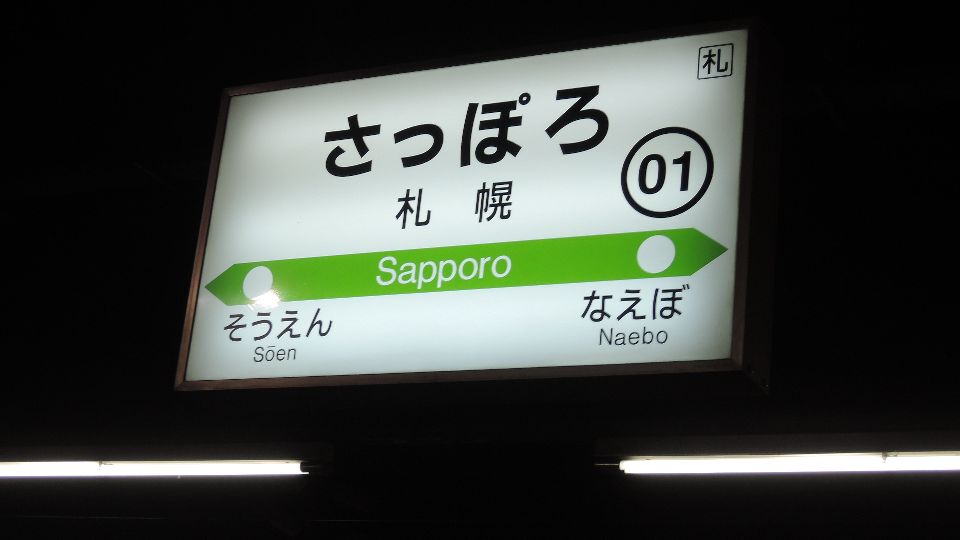 札
さっぽろ
01
札幌
Sapporo
そうえん
Sōen
なえぼ
Naebo